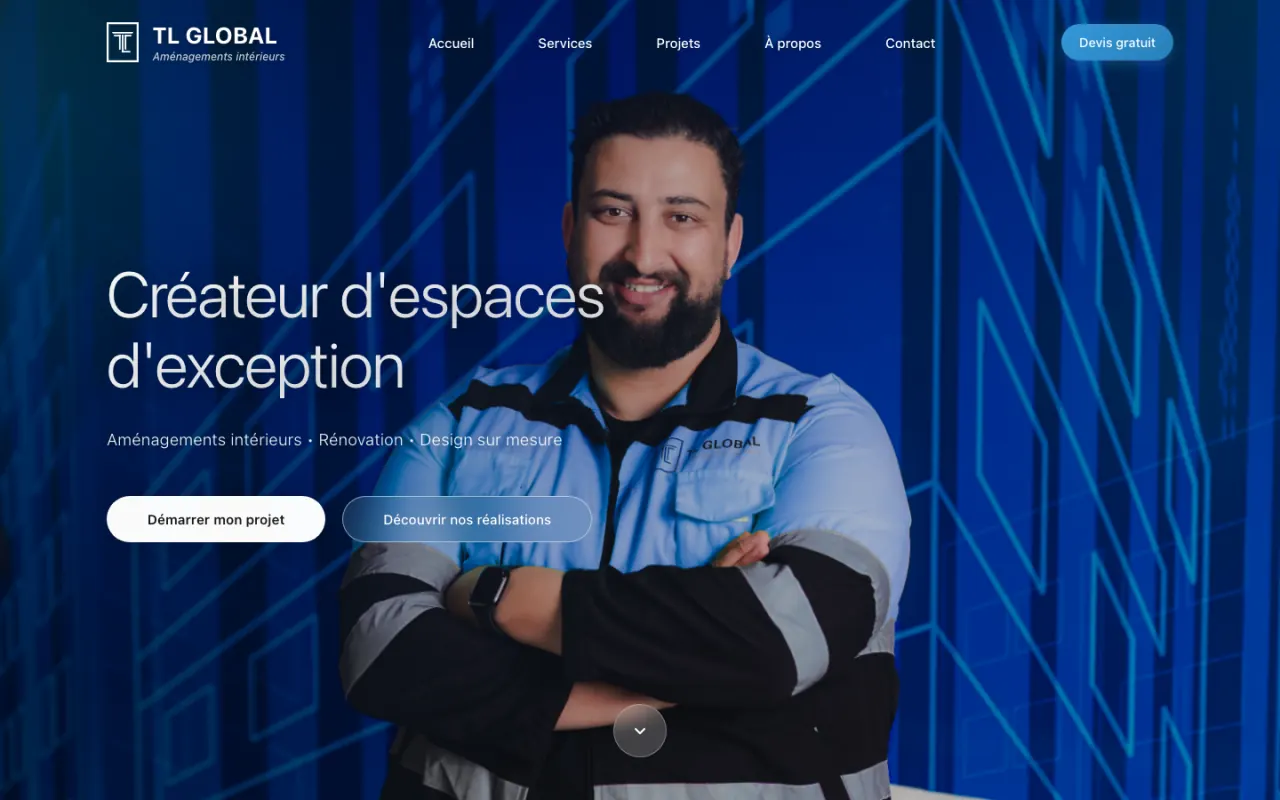 TL GLOBAL
Aménagements intérieurs
Accueil
Services
Projets
À propos
Contact
Devis gratuit
Créateur d'espaces
d'exception
Aménagements intérieurs • Rénovation • Design sur mesure
TL GLOBAL
Démarrer mon projet
Découvrir nos réalisations